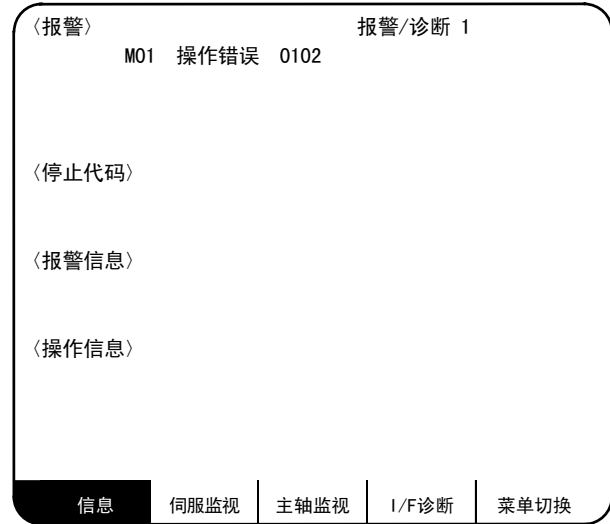 〈报警〉 报警/诊断 1
M01 操作错误 0102
〈停止代码〉
〈报警信息〉
〈操作信息〉
信息 伺服监视 主轴监视 I/F诊断 菜单切换